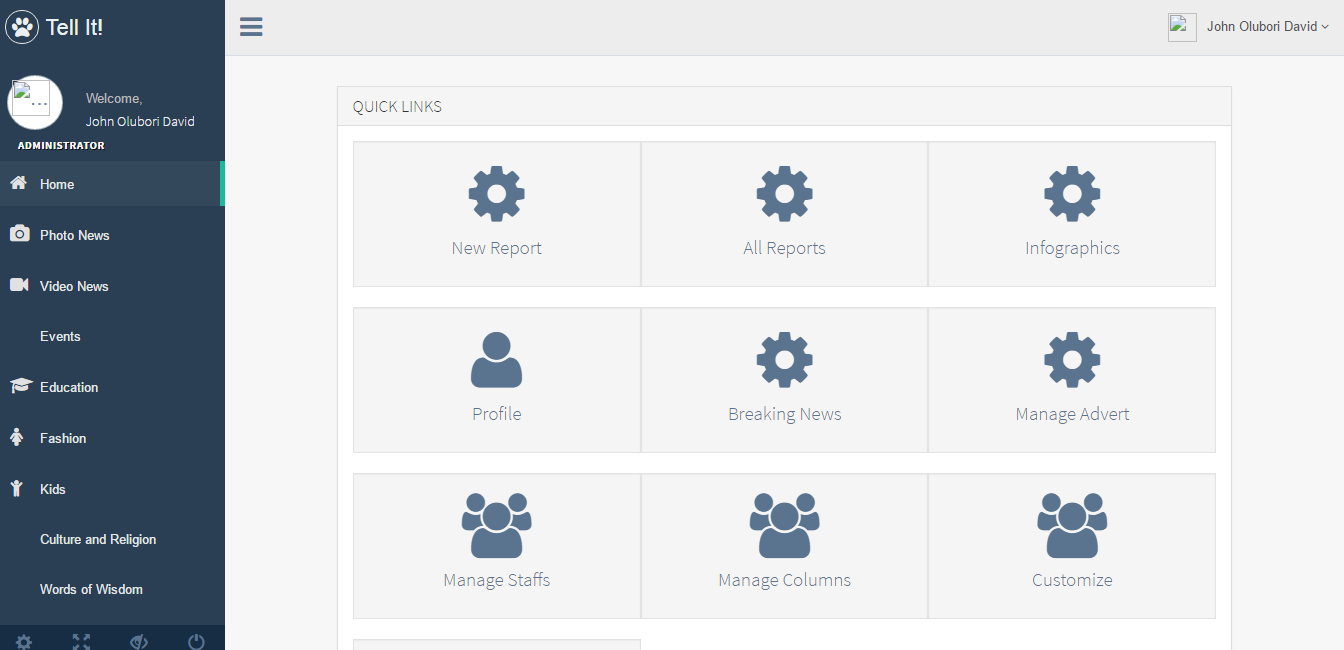 Tell It!
John Olubori David
Welcome,
John Olubori David
ADMINISTRATOR
Home
Photo News
Video News
Events
Education
Fashion
Kids
Culture and Religion
Words of Wisdom
QUICK LINKS
New Report
All Reports
Infographics
Profile
Breaking News
Manage Advert
Manage Staffs
Manage Columns
Customize